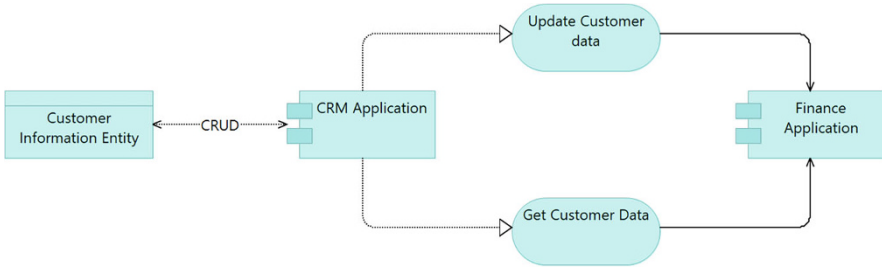 Update Customer
data
Customer
Information Entity
CRUD
CRM Application
Finance
Application
Get Customer Data